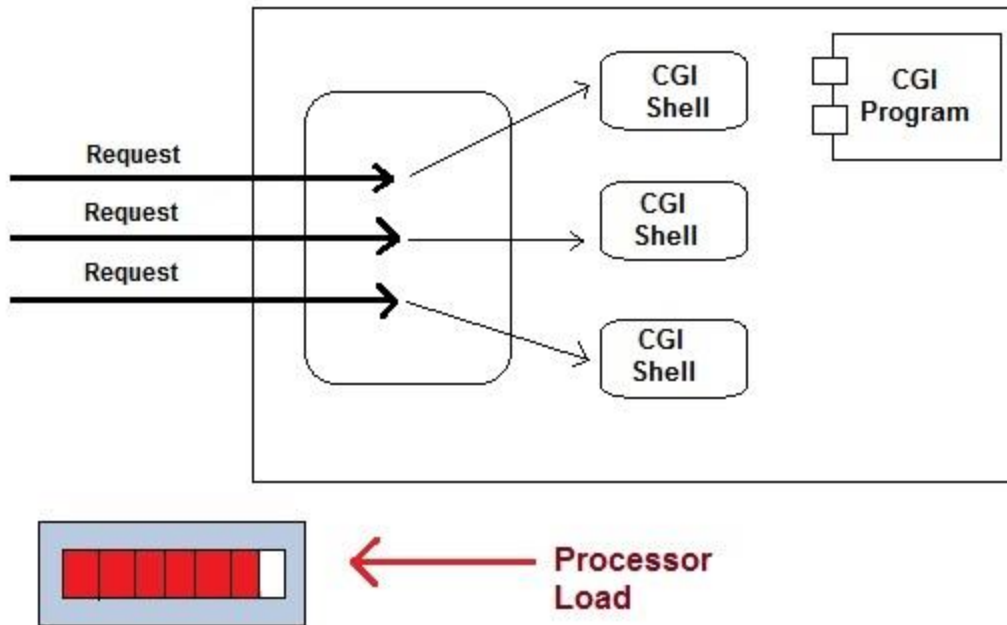 CGI
Shell
CGI
Program
Request
Request
CGI
Shell
Request
CGI
Shell
Processor
Load